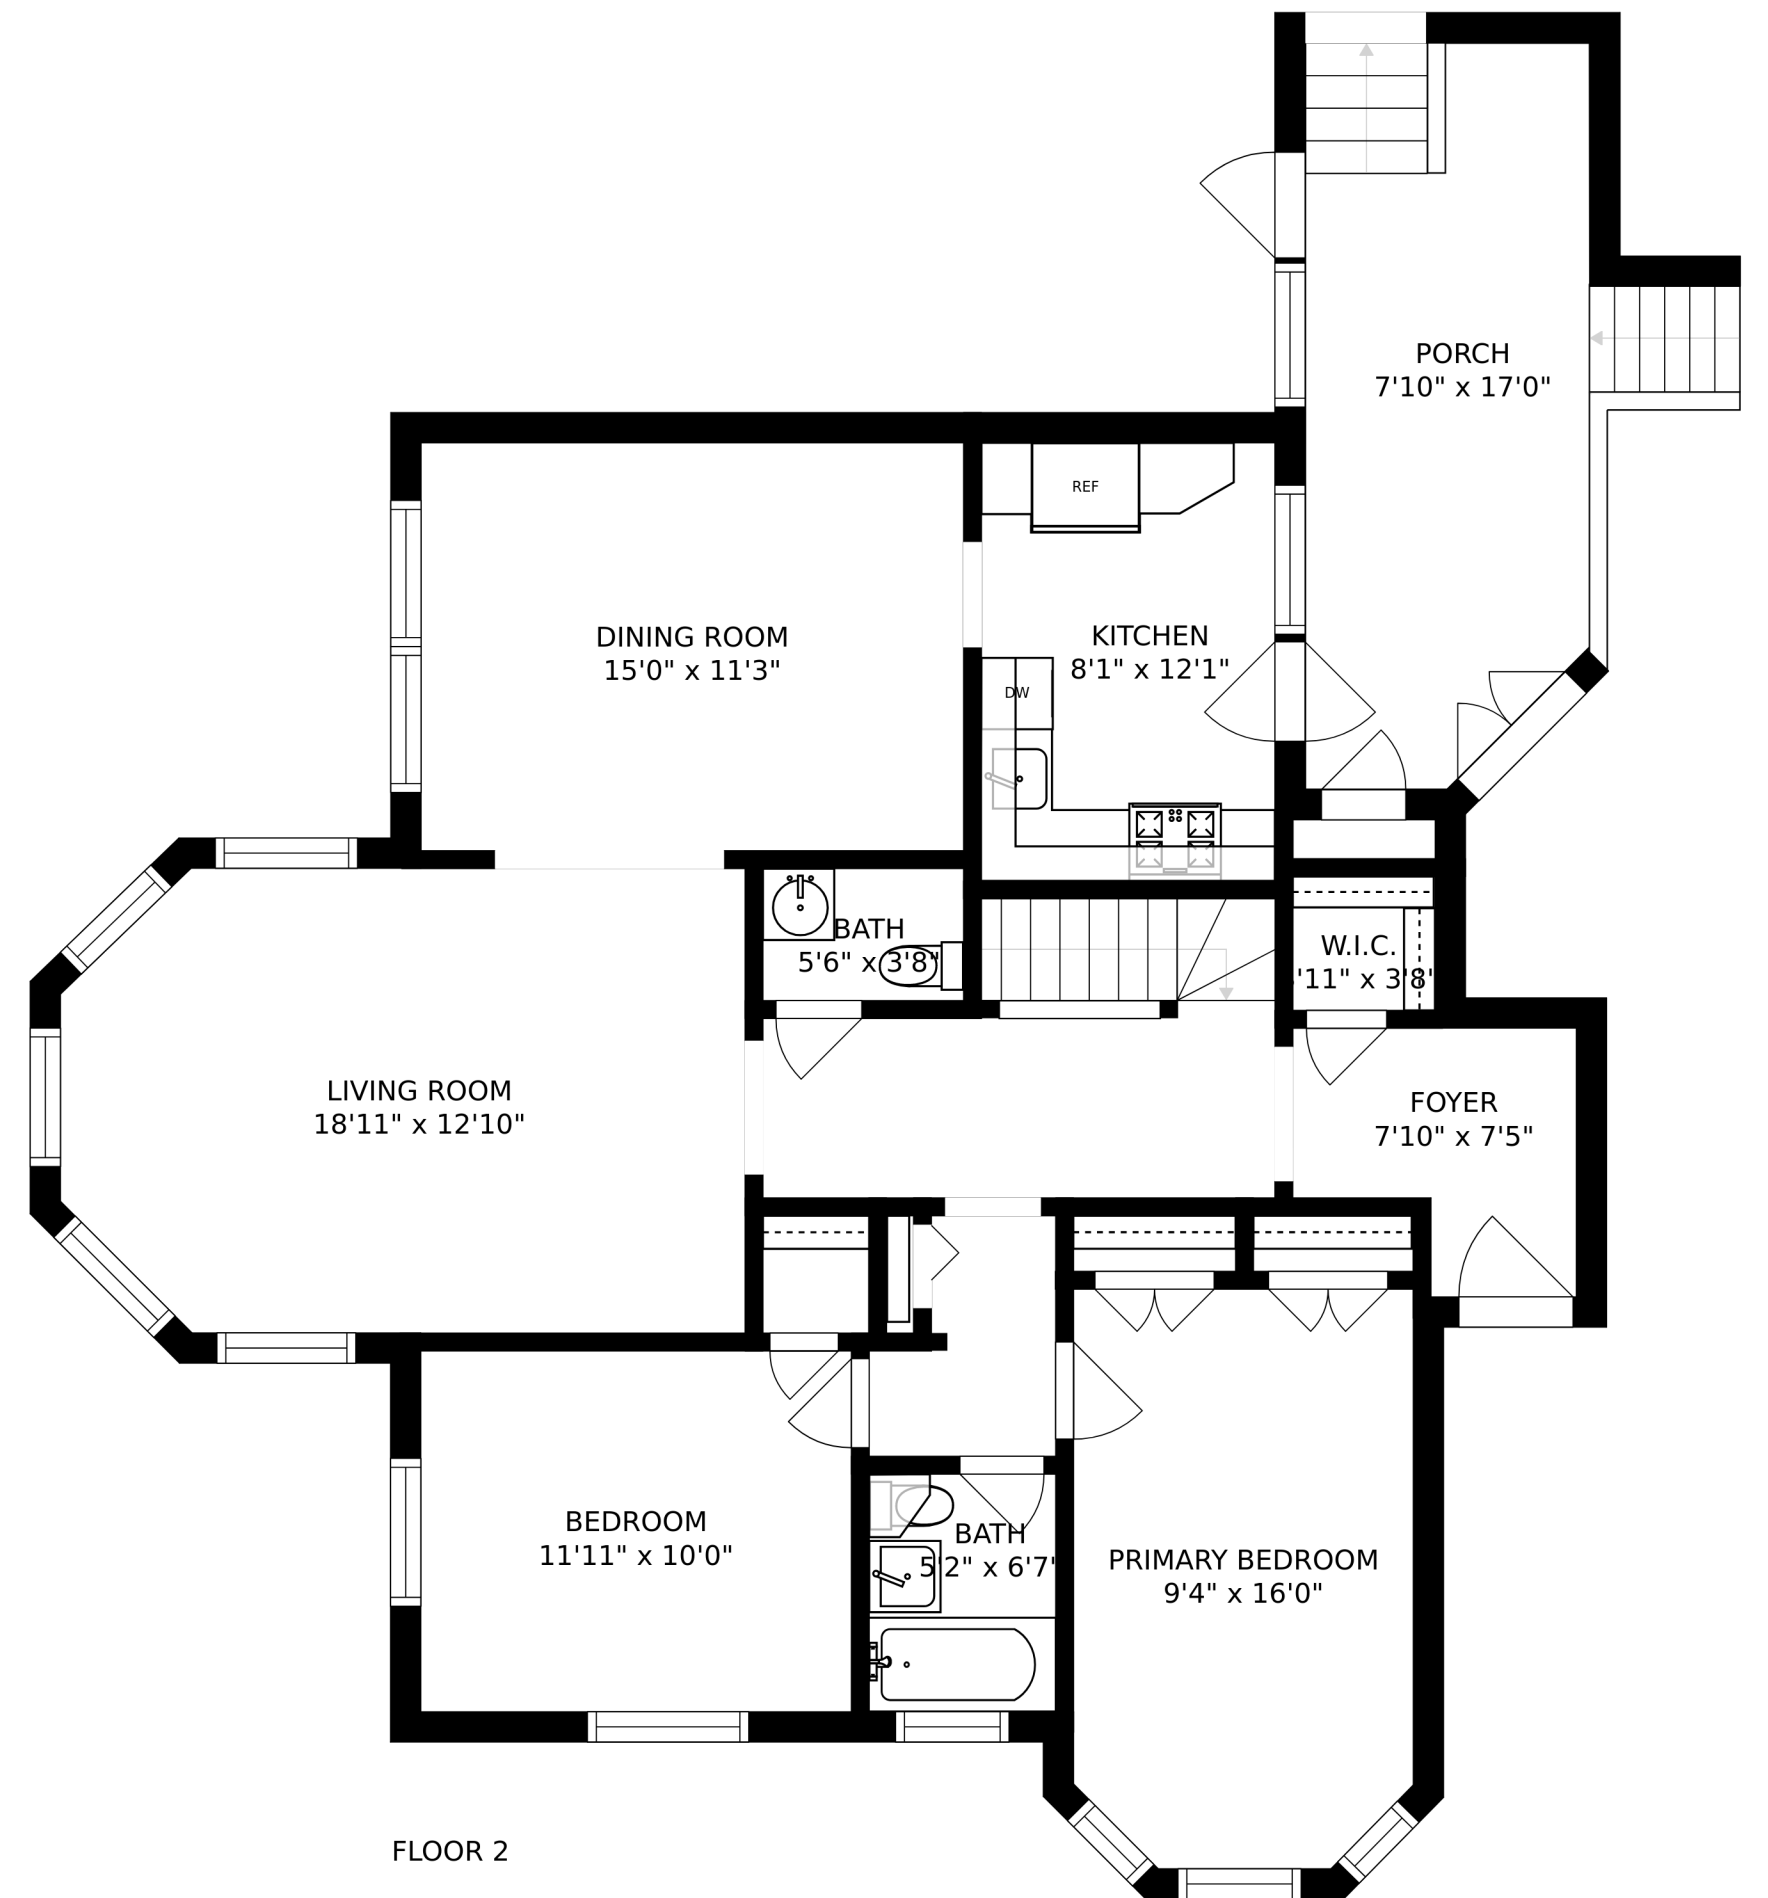 PORCH
7'10" x 17'0"
REF
DINING ROOM
15'0" x 11'3"
KITCHEN
8'1" x 12'1"
DW
BATH
5'6" x 3'8"
W.I.C.
'11" x 3'8"
LIVING ROOM
18'11" x 12'10"
FOYER
7'10" x 7'5"
BEDROOM
11'11" x 10'0"
BATH
5'2" x 6'7"
PRIMARY BEDROOM
9'4" x 16'0"
FLOOR 2